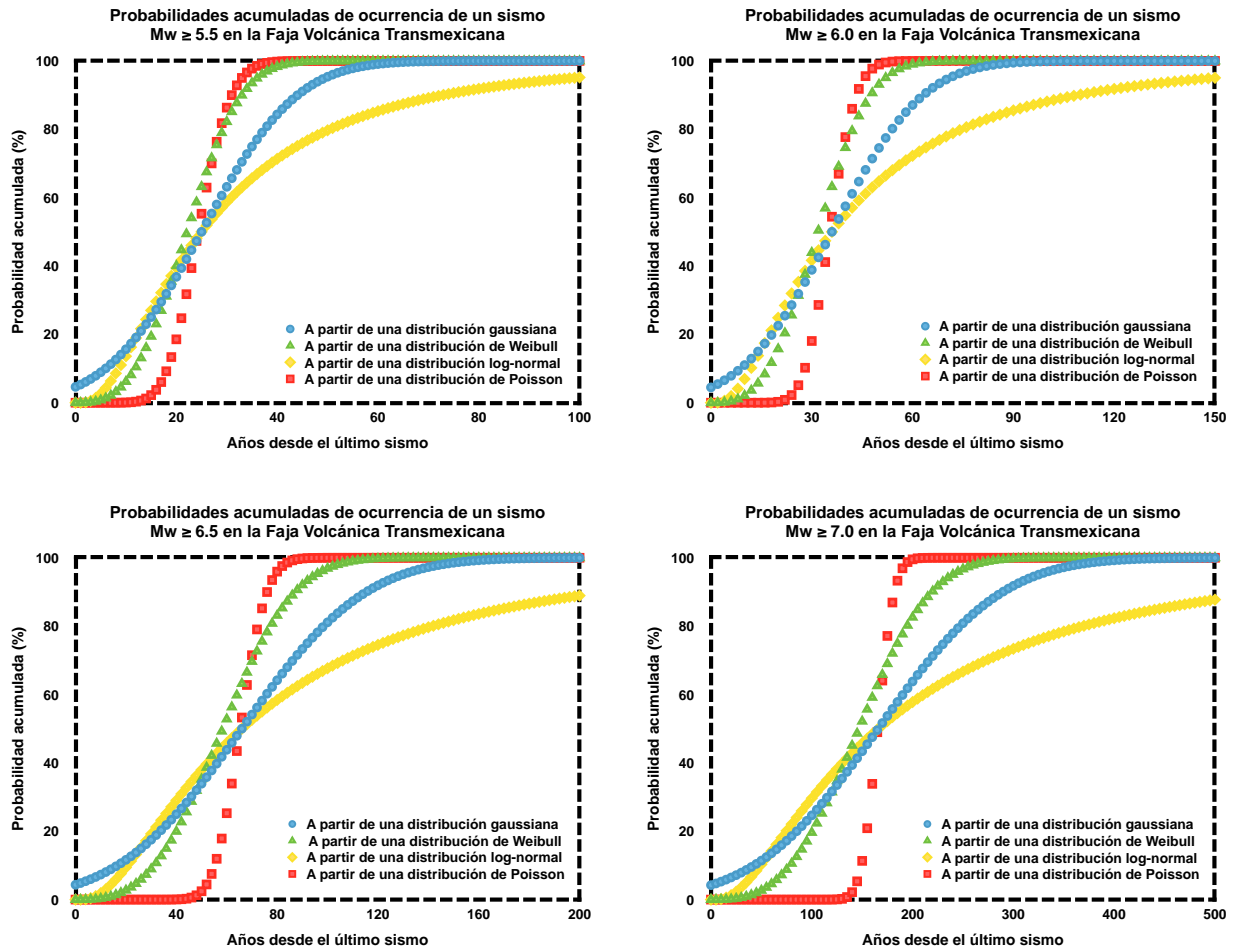 Probabilidades acumuladas de ocurrencia de un sismo
Mw ≥ 5.5 en la Faja Volcánica Transmexicana
Probabilidad acumulada (%)
100
80
60
40
20
0
A partir de una distribución gaussiana
A partir de una distribución de Weibull
A partir de una distribución log-normal
A partir de una distribución de Poisson
0 20 40 60 80 100
Años desde el último sismo
Probabilidades acumuladas de ocurrencia de un sismo
Mw ≥ 6.0 en la Faja Volcánica Transmexicana
Probabilidad acumulada (%)
100
80
60
40
20
0
A partir de una distribución gaussiana
A partir de una distribución de Weibull
A partir de una distribución log-normal
A partir de una distribución de Poisson
0 30 60 90 120 150
Años desde el último sismo
Probabilidades acumuladas de ocurrencia de un sismo
Mw ≥ 6.5 en la Faja Volcánica Transmexicana
Probabilidad acumulada (%)
100
80
60
40
20
0
A partir de una distribución gaussiana
A partir de una distribución de Weibull
A partir de una distribución log-normal
A partir de una distribución de Poisson
0 40 80 120 160 200
Años desde el último sismo
Probabilidades acumuladas de ocurrencia de un sismo
Mw ≥ 7.0 en la Faja Volcánica Transmexicana
Probabilidad acumulada (%)
100
80
60
40
20
0
A partir de una distribución gaussiana
A partir de una distribución de Weibull
A partir de una distribución log-normal
A partir de una distribución de Poisson
0 100 200 300 400 500
Años desde el último sismo